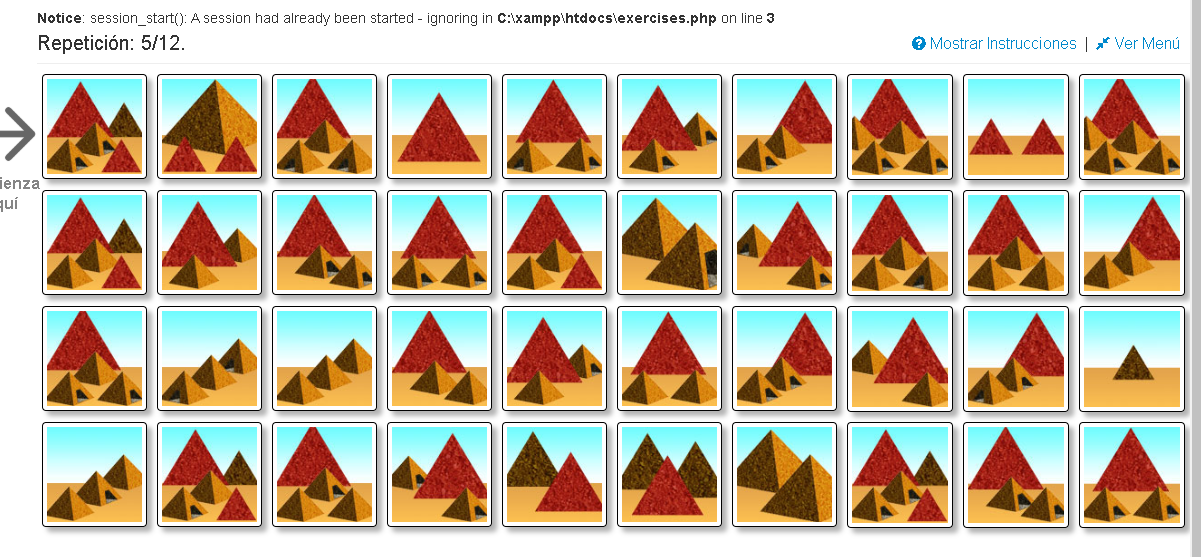 Notice: session_start(): A session had already been started - ignoring in C:\xampp\htdocs\exercises.php on line 3
Repetición: 5/12.
Mostrar Instrucciones | Ver Menú
ienza
quí